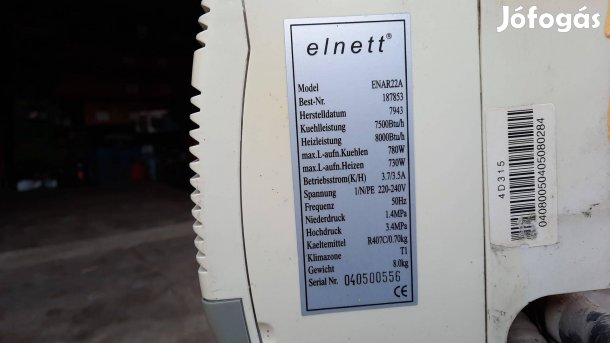 Jófogás
elnett®
Model ENAR22A
Best-Nr. 187853
Herstelldatum 7943
Kuehlleistung 7500Btu/h
Heizleistung 8000Btu/h
max.L-aufn.Kuehlen 780W
max.L-aufn.Heizen 730W
Betriebsstrom(K/H) 3.7/3.5A
Spannung 1/N/PE 220-240V
Frequenz 50Hz
Niederdruck 1.4MPa
Hochdruck 3.4MPa
Kaeltemittel R407C/0.70kg
Klimazone T1
Gewicht 8.0kg
Serial Nr. 040500556
CE
4D315
04080050405080284